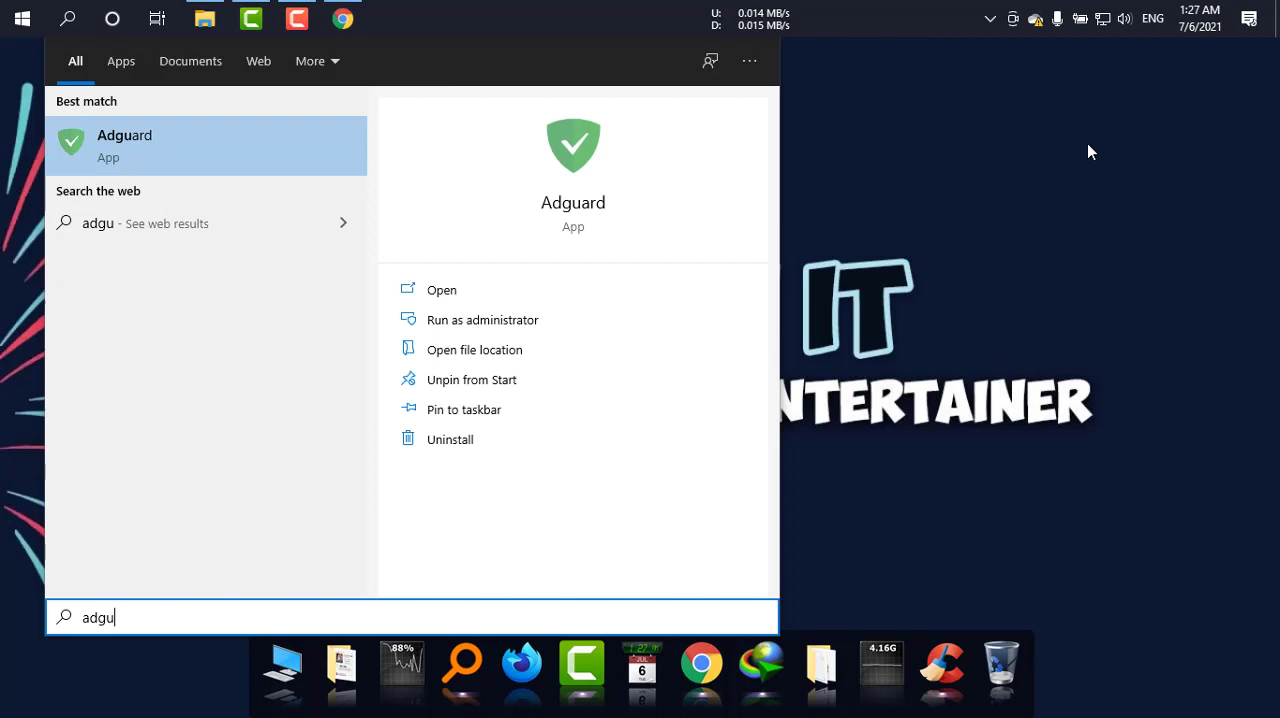 U: 0.014 MB/s
D: 0.015 MB/s
ENG
1:27 AM
7/6/2021
All Apps Documents Web More
Best match
Adguard
App
Search the web
adgu - See web results
Adguard
App
Open
Run as administrator
Open file location
Unpin from Start
Pin to taskbar
Uninstall
IT
NTERTAINER
adgu
88%
JUL
6
4.16G